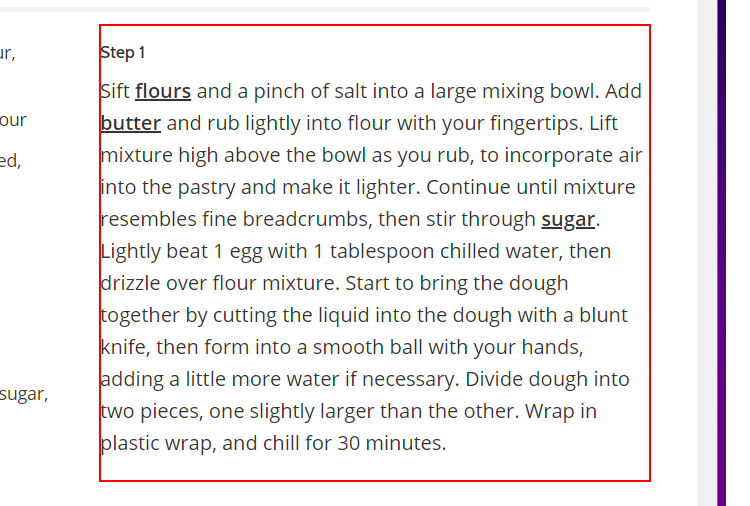 ur,
our
ed,
sugar,
Step 1
Sift flours and a pinch of salt into a large mixing bowl. Add
butter and rub lightly into flour with your fingertips. Lift
mixture high above the bowl as you rub, to incorporate air
into the pastry and make it lighter. Continue until mixture
resembles fine breadcrumbs, then stir through sugar.
Lightly beat 1 egg with 1 tablespoon chilled water, then
drizzle over flour mixture. Start to bring the dough
together by cutting the liquid into the dough with a blunt
knife, then form into a smooth ball with your hands,
adding a little more water if necessary. Divide dough into
two pieces, one slightly larger than the other. Wrap in
plastic wrap, and chill for 30 minutes.